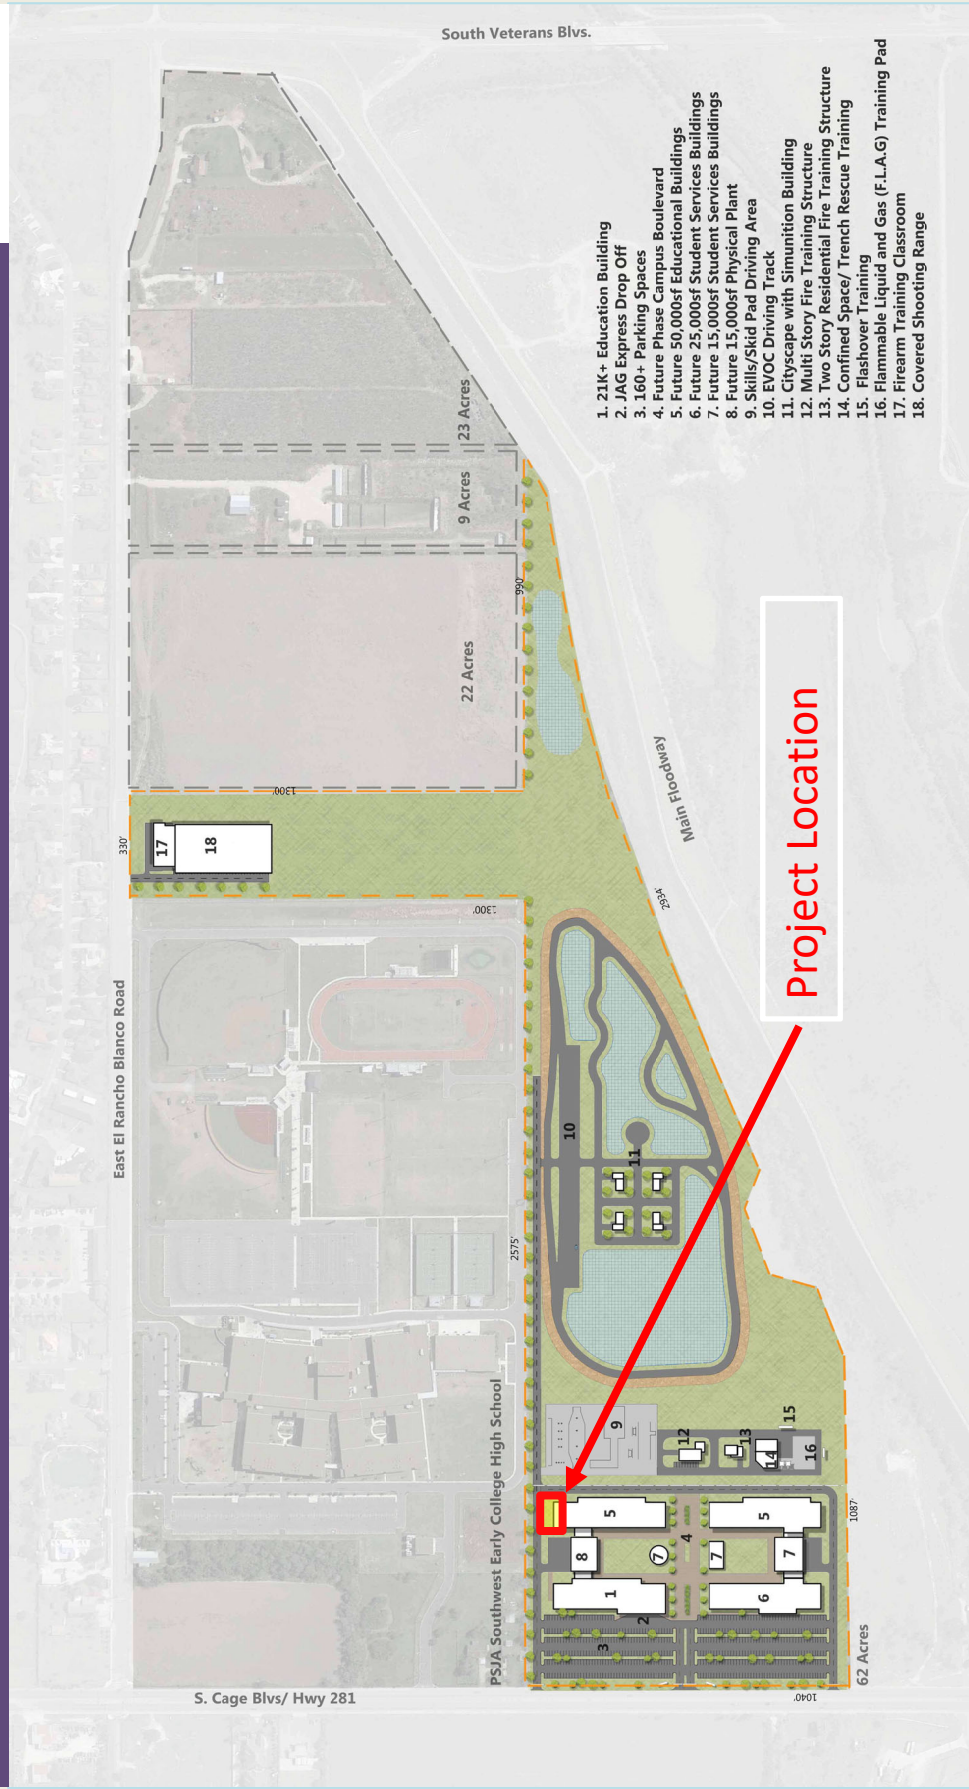 South Veterans Blvs.
1. 21K+ Education Building
2. JAG Express Drop Off
3. 160+ Parking Spaces
4. Future Phase Campus Boulevard
5. Future 50,000sf Educational Buildings
6. Future 25,000sf Student Services Buildings
7. Future 15,000sf Student Services Buildings
8. Future 15,000sf Physical Plant
9. Skills/Skid Pad Driving Area
10. EVOC Driving Track
11. Cityscape with Simunition Building
12. Multi Story Fire Training Structure
13. Two Story Residential Fire Training Structure
14. Confined Space/ Trench Rescue Training
15. Flashover Training
16. Flammable Liquid and Gas (F.L.A.G) Training Pad
17. Firearm Training Classroom
18. Covered Shooting Range
23 Acres
9 Acres
22 Acres
990'
1300'
330'
17
18
1300'
Main Floodway
2934'
Project Location
East El Rancho Blanco Road
10
11
2575'
PSJA Southwest Early College High School
9
12
13
14
15
16
5
5
8
7
4
7
7
1
6
2
3
1087'
62 Acres
1040'
S. Cage Blvs/ Hwy 281